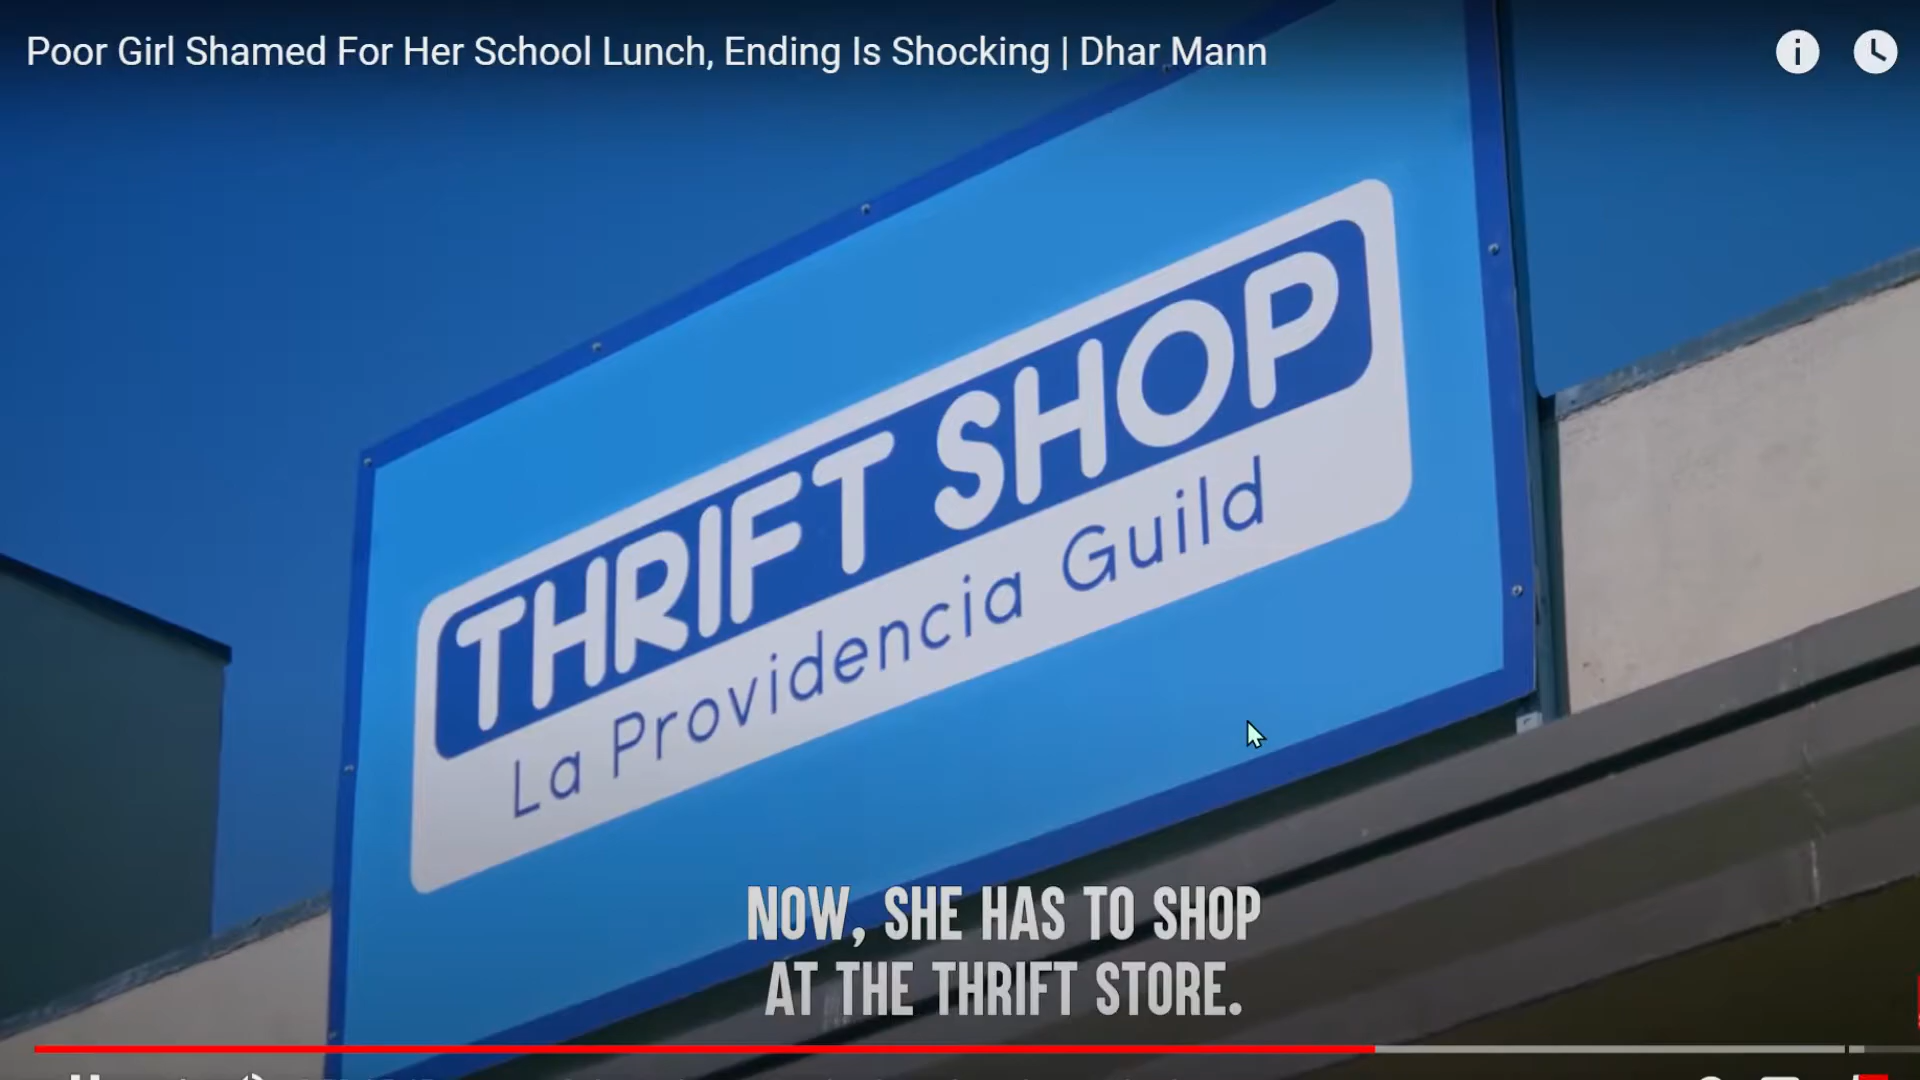 Poor Girl Shamed For Her School Lunch, Ending Is Shocking | Dhar Mann
THRIFT SHOP
La Providencia Guild
NOW, SHE HAS TO SHOP
AT THE THRIFT STORE.